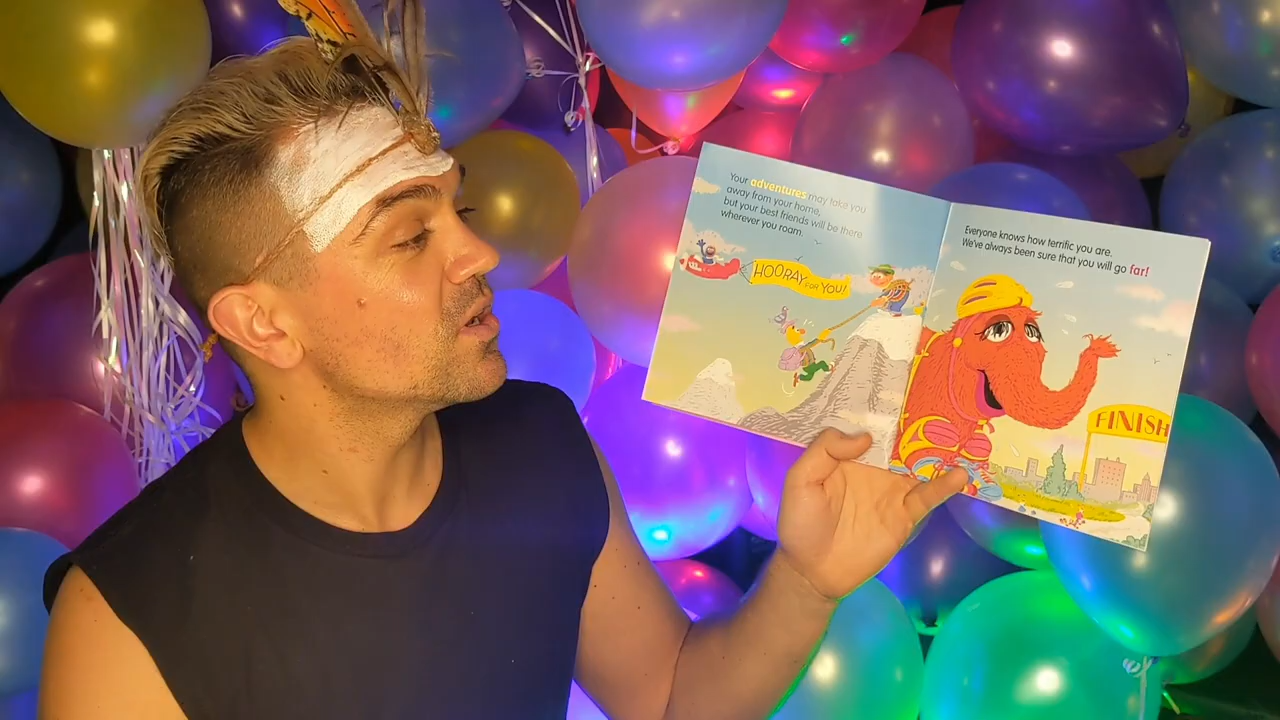 Your adventures may take you
away from your home,
but your best friends will be there
wherever you roam.
HOORAY FOR YOU!
Everyone knows how terrific you are.
We've always been sure that you will go far!
FINISH